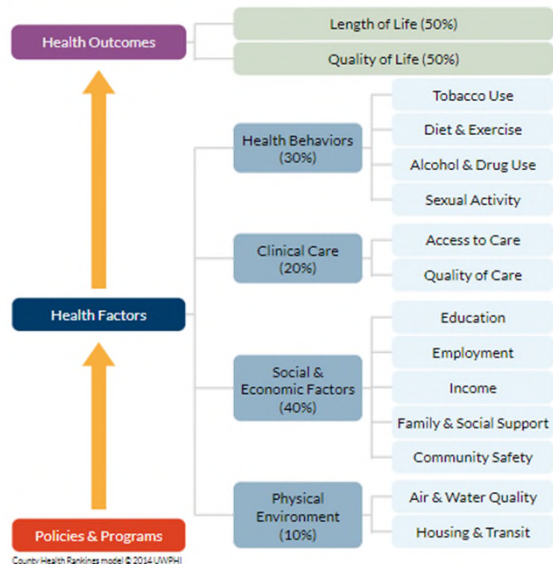 Health Outcomes
Length of Life (50%)
Quality of Life (50%)
Health Behaviors
(30%)
Tobacco Use
Diet & Exercise
Alcohol & Drug Use
Sexual Activity
Clinical Care
(20%)
Access to Care
Quality of Care
Health Factors
Social &
Economic Factors
(40%)
Education
Employment
Income
Family & Social Support
Community Safety
Physical
Environment
(10%)
Air & Water Quality
Housing & Transit
Policies & Programs
County Health Rankings model © 2014 UWPHI